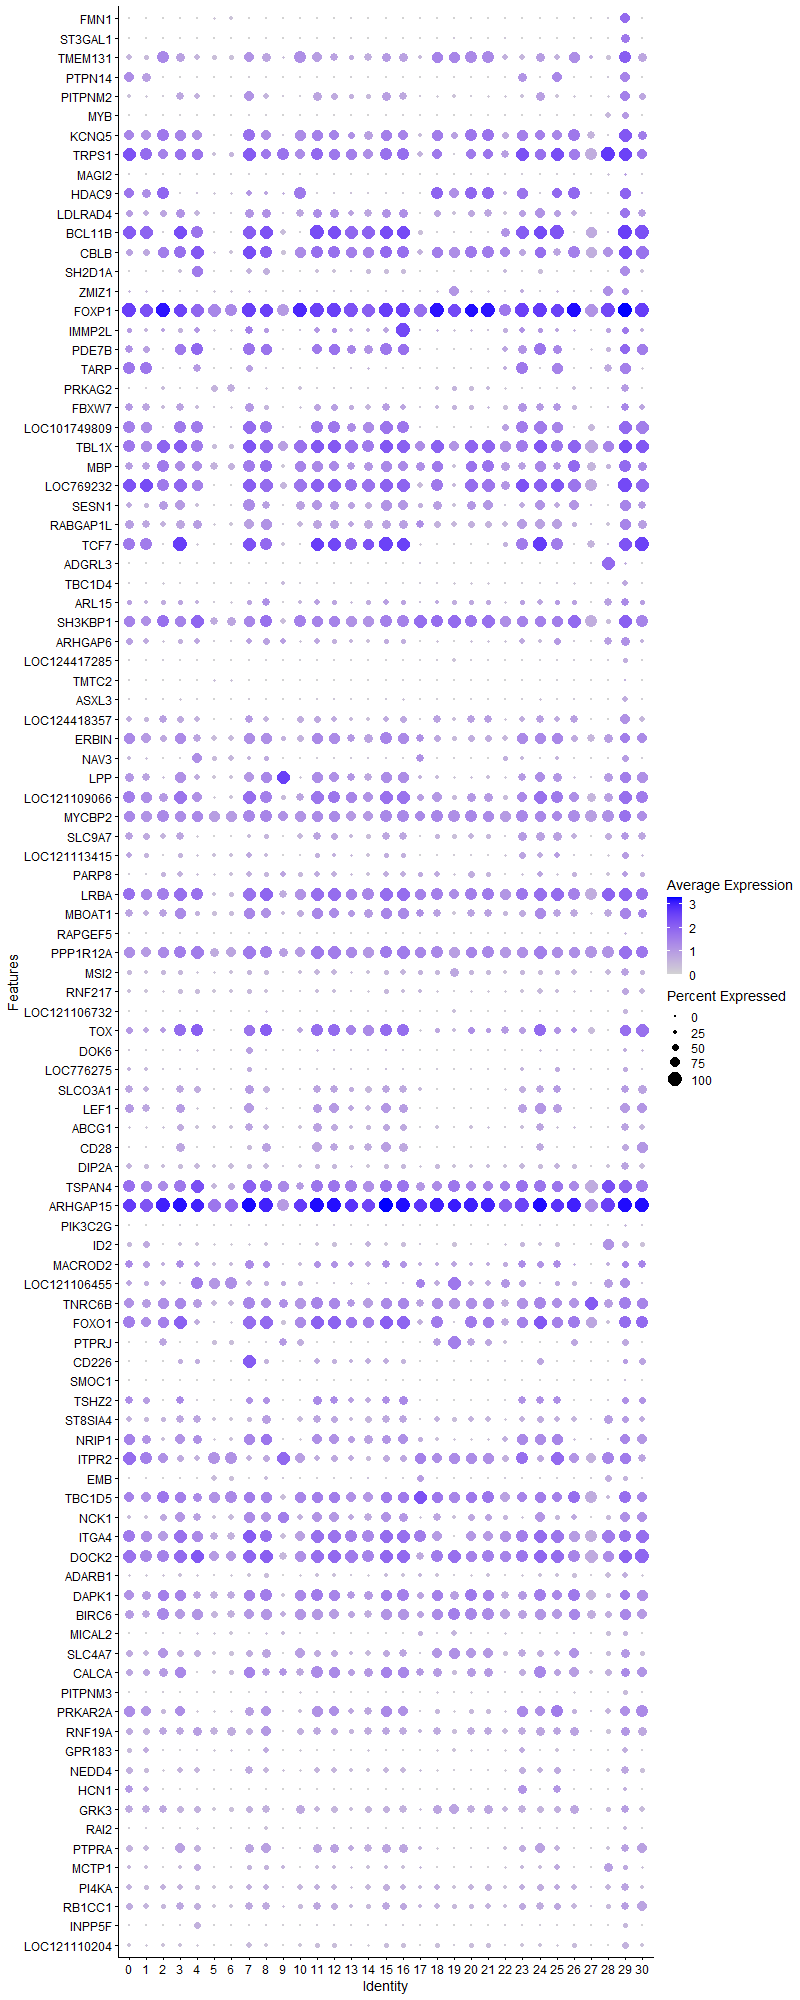 FMN1
ST3GAL1
TMEM131
PTPN14
PITPNM2
MYB
KCNQ5
TRPS1
MAGI2
HDAC9
LDLRAD4
BCL11B
CBLB
SH2D1A
ZMIZ1
FOXP1
IMMP2L
PDE7B
TARP
PRKAG2
FBXW7
LOC101749809
TBL1X
MBP
LOC769232
SESN1
RABGAP1L
TCF7
ADGRL3
TBC1D4
ARL15
SH3KBP1
ARHGAP6
LOC124417285
TMTC2
ASXL3
LOC124418357
ERBIN
NAV3
LPP
LOC121109066
MYCBP2
SLC9A7
LOC121113415
PARP8
LRBA
MBOAT1
RAPGEF5
PPP1R12A
MSI2
RNF217
LOC121106732
TOX
DOK6
LOC776275
SLCO3A1
LEF1
ABCG1
CD28
DIP2A
TSPAN4
ARHGAP15
PIK3C2G
ID2
MACROD2
LOC121106455
TNRC6B
FOXO1
PTPRJ
CD226
SMOC1
TSHZ2
ST8SIA4
NRIP1
ITPR2
EMB
TBC1D5
NCK1
ITGA4
DOCK2
ADARB1
DAPK1
BIRC6
MICAL2
SLC4A7
CALCA
PITPNM3
PRKAR2A
RNF19A
GPR183
NEDD4
HCN1
GRK3
RAI2
PTPRA
MCTP1
PI4KA
RB1CC1
INPP5F
LOC121110204
Features
0 1 2 3 4 5 6 7 8 9 10 11 12 13 14 15 16 17 18 19 20 21 22 23 24 25 26 27 28 29 30
Identity
Average Expression
3
2
1
0
Percent Expressed
0
25
50
75
100